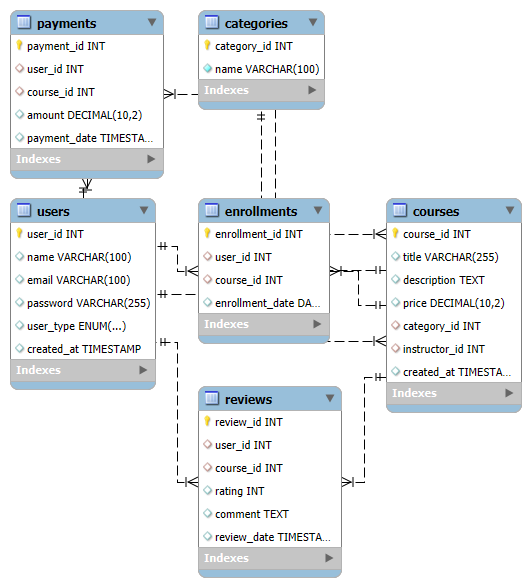 payments
payment_id INT
user_id INT
course_id INT
amount DECIMAL(10,2)
payment_date TIMESTA...
Indexes
categories
category_id INT
name VARCHAR(100)
Indexes
users
user_id INT
name VARCHAR(100)
email VARCHAR(100)
password VARCHAR(255)
user_type ENUM(...)
created_at TIMESTAMP
Indexes
enrollments
enrollment_id INT
user_id INT
course_id INT
enrollment_date DA...
Indexes
courses
course_id INT
title VARCHAR(255)
description TEXT
price DECIMAL(10,2)
category_id INT
instructor_id INT
created_at TIMESTA...
Indexes
reviews
review_id INT
user_id INT
course_id INT
rating INT
comment TEXT
review_date TIMESTA...
Indexes